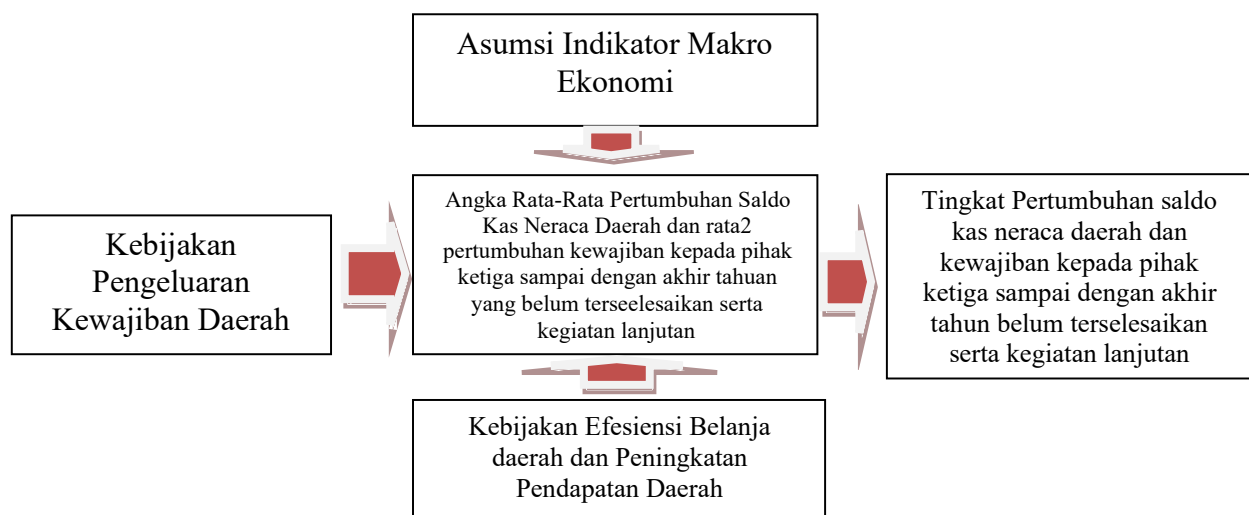 Asumsi Indikator Makro
Ekonomi
Kebijakan
Pengeluaran
Kewajiban Daerah
Angka Rata-Rata Pertumbuhan Saldo
Kas Neraca Daerah dan rata2
pertumbuhan kewajiban kepada pihak
ketiga sampai dengan akhir tahuan
yang belum terseelesaikan serta
kegiatan lanjutan
Tingkat Pertumbuhan saldo
kas neraca daerah dan
kewajiban kepada pihak
ketiga sampai dengan akhir
tahun belum terselesaikan
serta kegiatan lanjutan
Kebijakan Efesiensi Belanja
daerah dan Peningkatan
Pendapatan Daerah